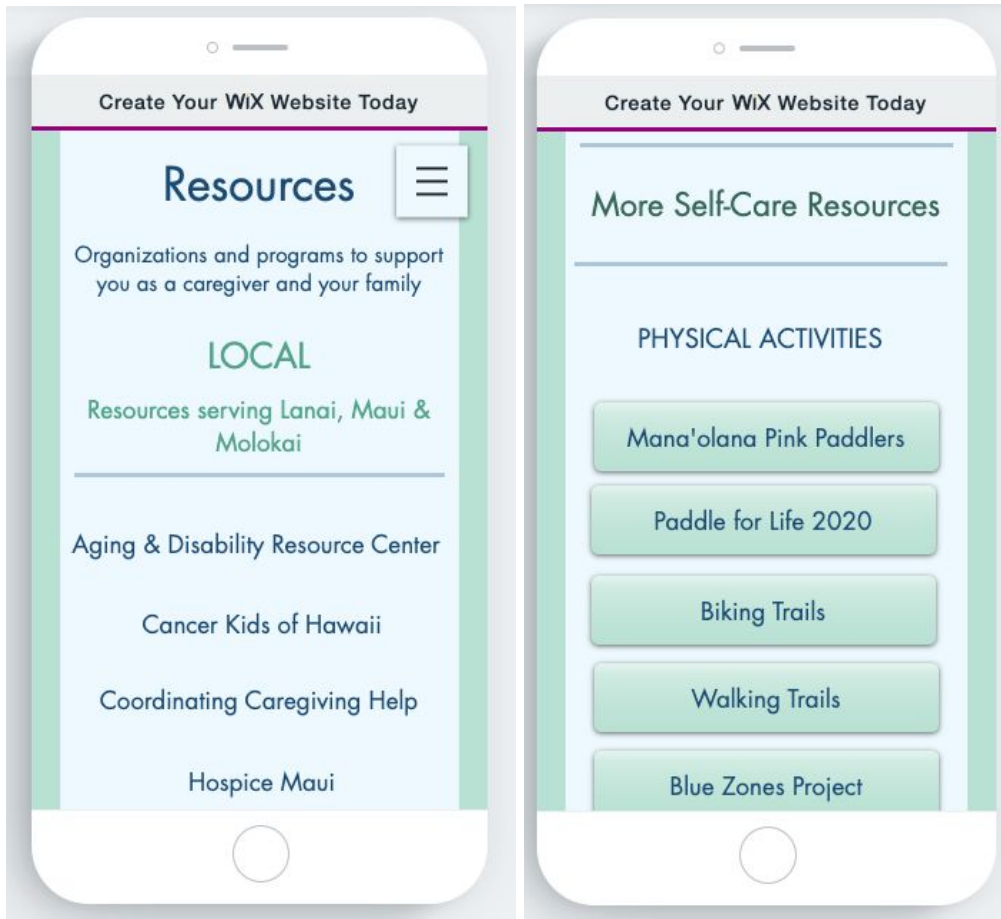 Create Your WiX Website Today
Resources
Organizations and programs to support
you as a caregiver and your family
LOCAL
Resources serving Lanai, Maui &
Molokai
Aging & Disability Resource Center
Cancer Kids of Hawaii
Coordinating Caregiving Help
Hospice Maui
Create Your WiX Website Today
More Self-Care Resources
PHYSICAL ACTIVITIES
Mana'olana Pink Paddlers
Paddle for Life 2020
Biking Trails
Walking Trails
Blue Zones Project